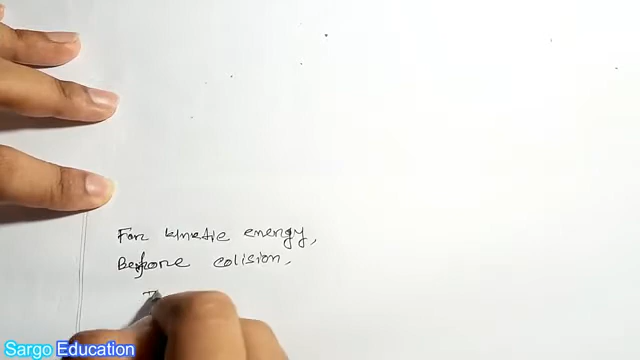 For kinetic energy,
Before colision,
Sargo Education